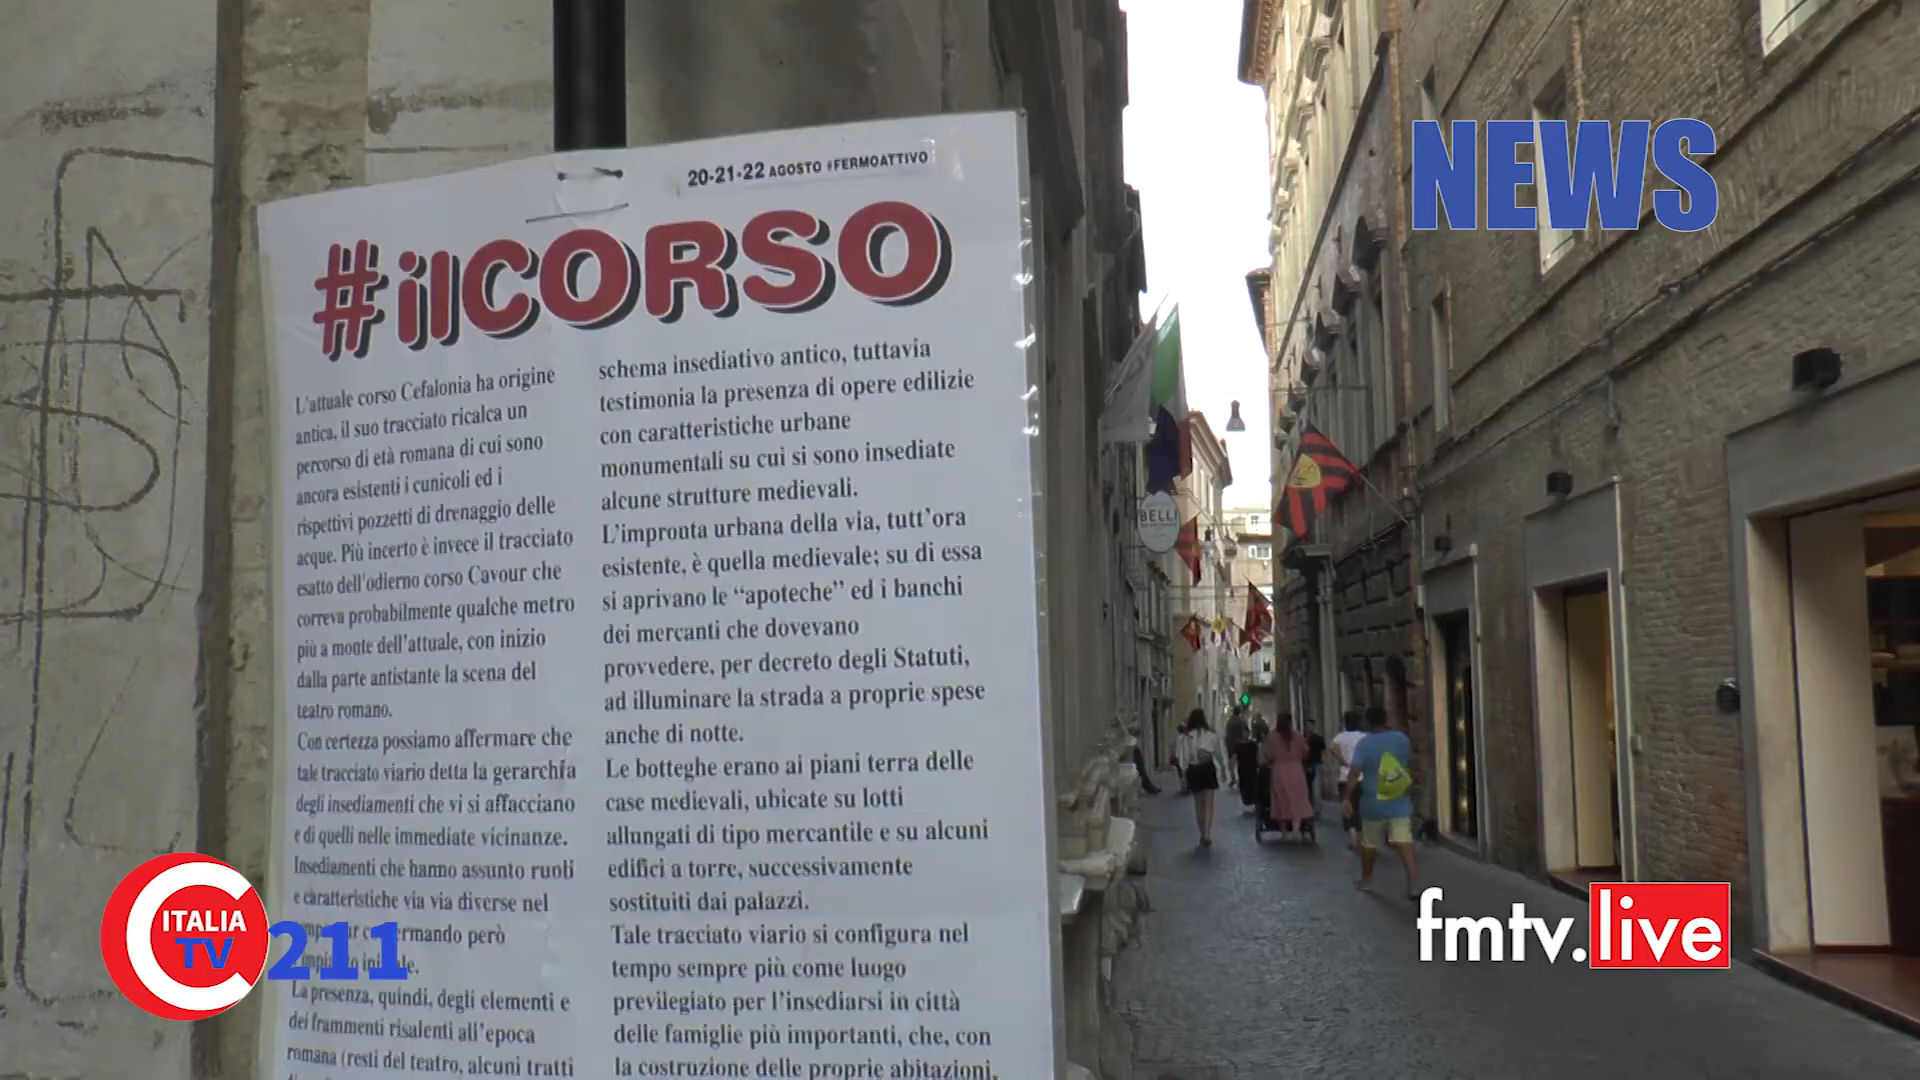 20-21-22 AGOSTO #FERMOATTIVO
#ilCORSO
L'attuale corso Cefalonia ha origine
antica, il suo tracciato ricalca un
percorso di età romana di cui sono
ancora esistenti i cunicoli ed i
rispettivi pozzetti di drenaggio delle
acque. Più incerto è invece il tracciato
esatto dell'odierno corso Cavour che
correva probabilmente qualche metro
più a monte dell'attuale, con inizio
dalla parte antistante la scena del
teatro romano.
Con certezza possiamo affermare che
tale tracciato viario detta la gerarchia
degli insediamenti che vi si affacciano
e di quelli nelle immediate vicinanze.
Insediamenti che hanno assunto ruoli
e caratteristiche via via diverse nel
però
La presenza, quindi, degli elementi e
dei frammenti risalenti all'epoca
romana (resti del teatro, alcuni tratti
schema insediativo antico, tuttavia
testimonia la presenza di opere edilizie
con caratteristiche urbane
monumentali su cui si sono insediate
alcune strutture medievali.
L'impronta urbana della via, tutt'ora
esistente, è quella medievale; su di essa
si aprivano le “apoteche” ed i banchi
dei mercanti che dovevano
provvedere, per decreto degli Statuti,
ad illuminare la strada a proprie spese
anche di notte.
Le botteghe erano ai piani terra delle
case medievali, ubicate su lotti
allungati di tipo mercantile e su alcuni
edifici a torre, successivamente
sostituiti dai palazzi.
Tale tracciato viario si configura nel
tempo sempre più come luogo
previlegiato per l'insediarsi in città
delle famiglie più importanti, che, con
la costruzione delle proprie abitazioni,
BELLI
NEWS
ITALIA
TV
211
fmtv.live